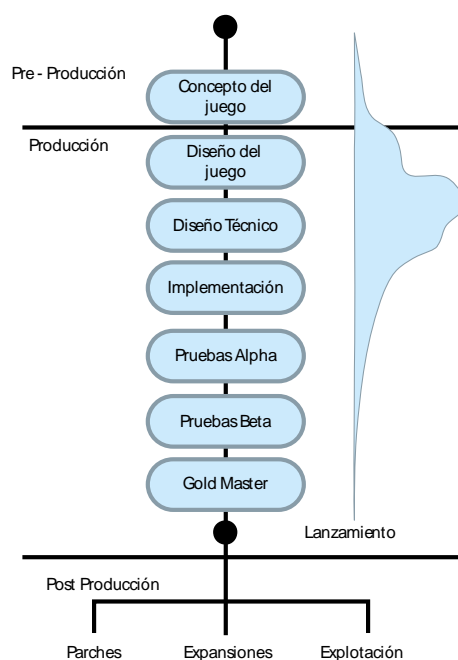 Pre - Producción
Concepto del
juego
Producción
Diseño del
juego
Diseño Técnico
Implementación
Pruebas Alpha
Pruebas Beta
Gold Master
Lanzamiento
Post Producción
Parches
Expansiones
Explotación